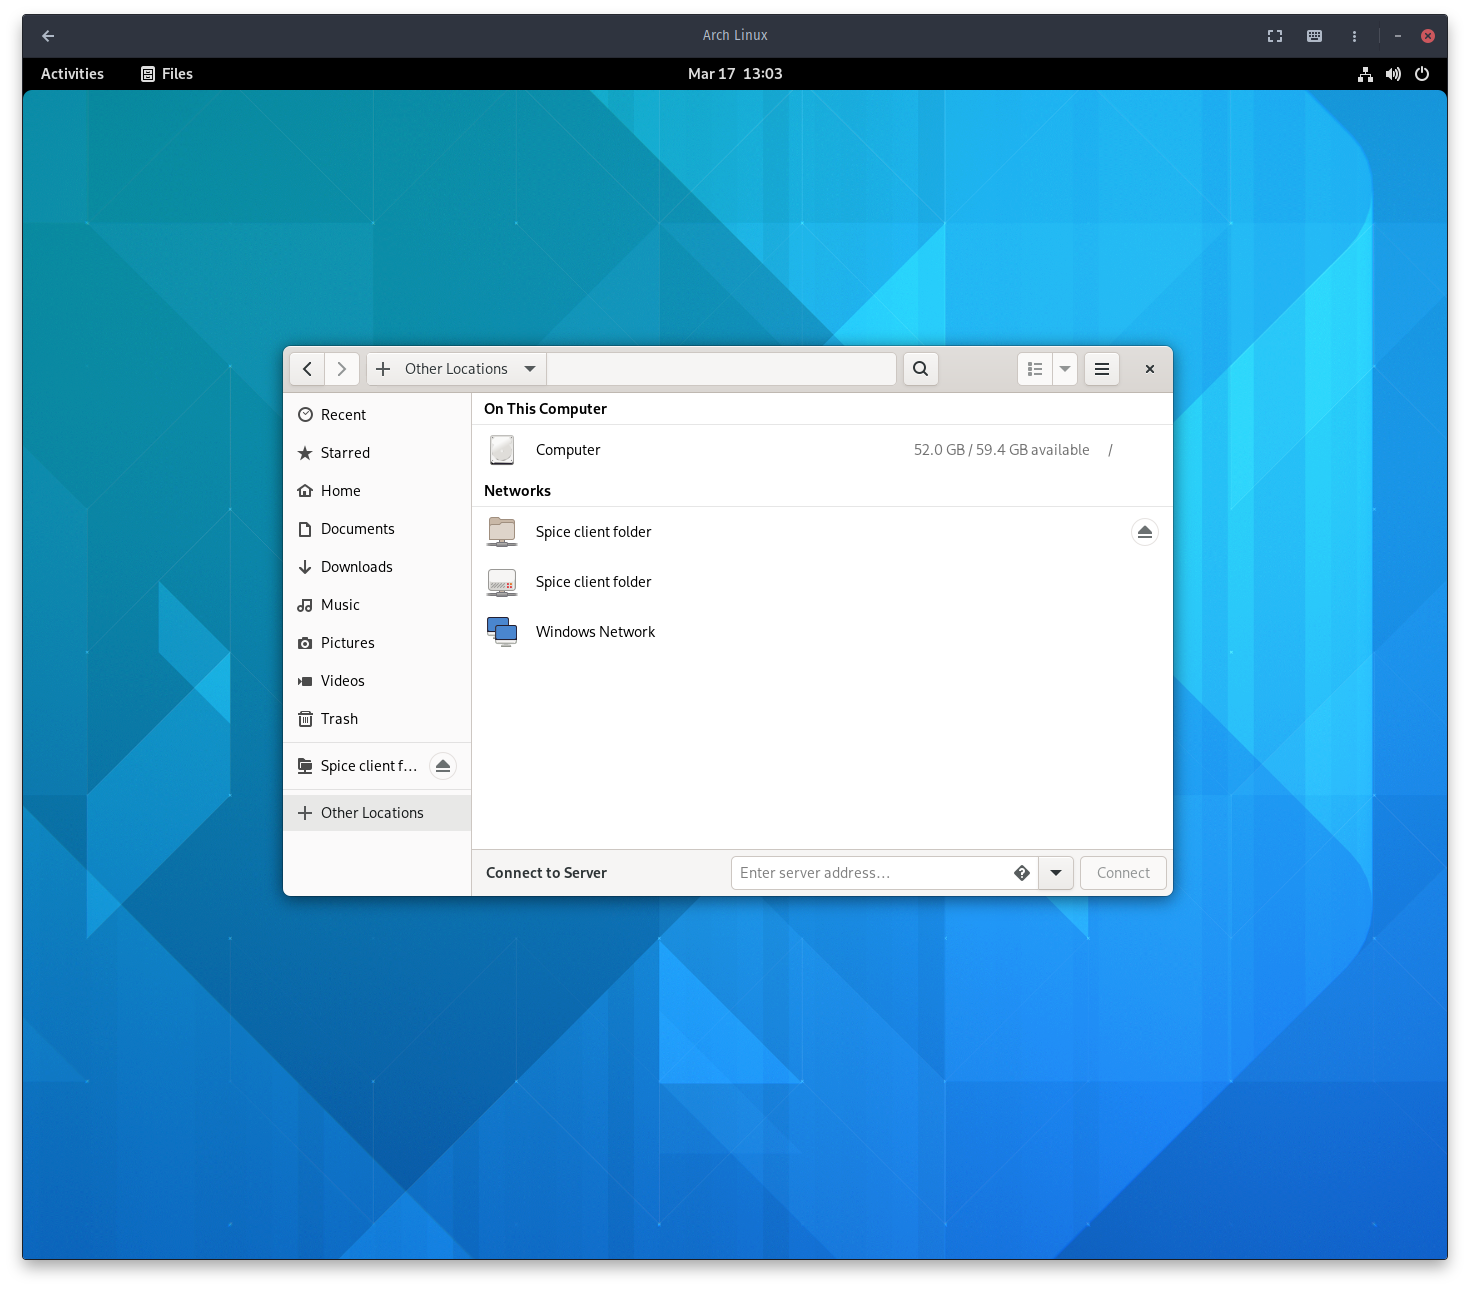 Arch Linux
Activities Files Mar 17 13:03
Other Locations
Recent
Starred
Home
Documents
Downloads
Music
Pictures
Videos
Trash
Spice client f…
Other Locations
On This Computer
Computer 52.0 GB / 59.4 GB available /
Networks
Spice client folder
Spice client folder
Windows Network
Connect to Server Enter server address… Connect